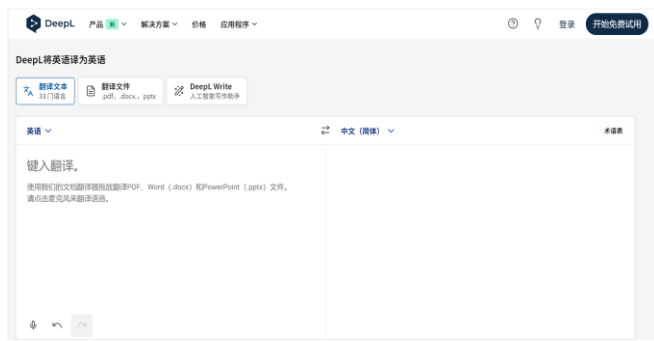 DeepL 产品 新 解决方案 价格 应用程序 登录 开始免费试用
DeepL将英语译为英语
翻译文本
33门语言
翻译文件
.pdf, .docx., pptx
DeepL Write
人工智能写作助手
英语 中文 (简体) 术语表
键入翻译。
使用我们的文档翻译器拖放翻译PDF、Word (.docx) 和PowerPoint (.pptx) 文件。
请点击麦克风来翻译语音。